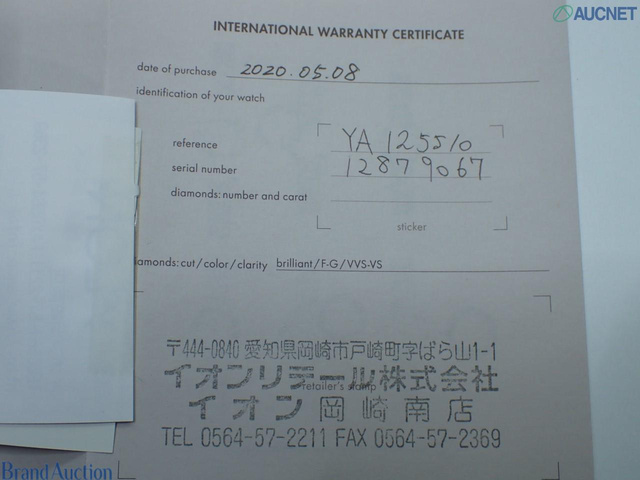 AUCNET
INTERNATIONAL WARRANTY CERTIFICATE
date of purchase 2020.05.08
identification of your watch
reference YA 125510
serial number 12879067
diamonds: number and carat
sticker
amonds: cut/color/clarity brilliant/F-G/VVS-VS
〒444-0840 愛知県岡崎市戸崎町字ばら山1-1
イオンリテール株式会社
retailer's stamp
イオン岡崎南店
TEL 0564-57-2211 FAX 0564-57-2369
Brand Auction